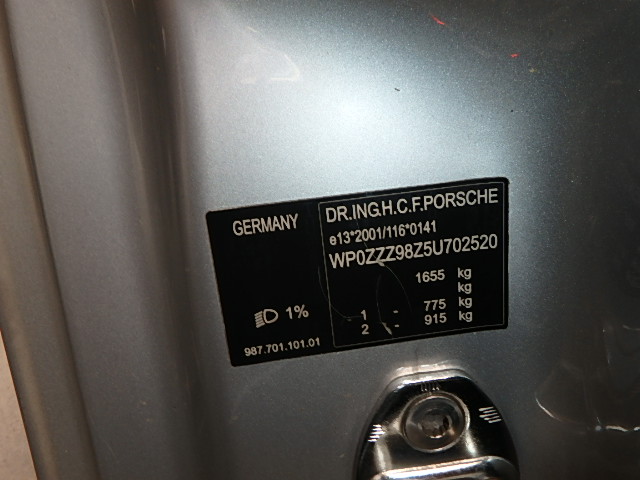 GERMANY
DR.ING.H.C.F.PORSCHE
e13*2001/116*0141
WP0ZZZ98Z5U702520
1655 kg
kg
1 - 775 kg
2 - 915 kg
1%
987.701.101.01